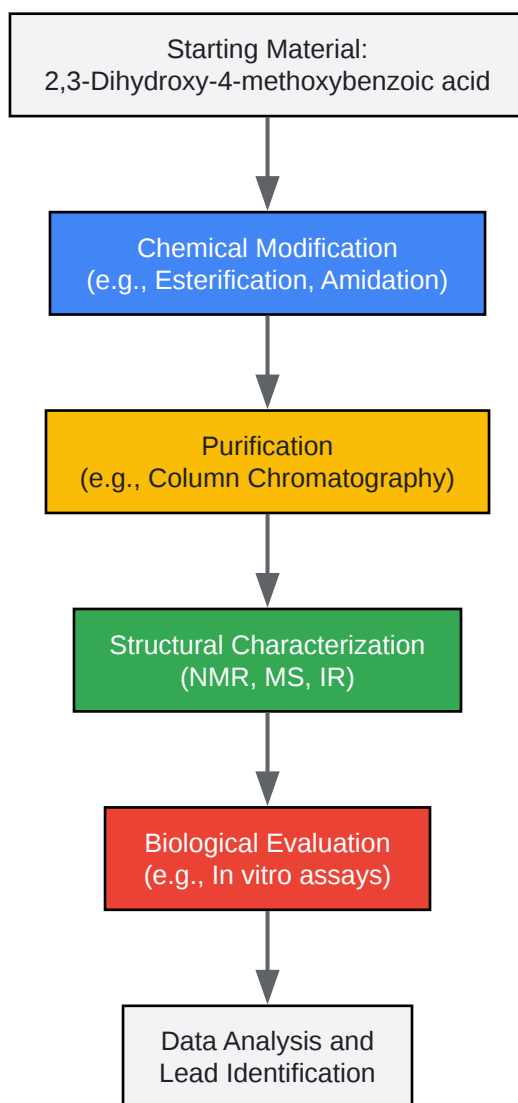 Starting Material:
2,3-Dihydroxy-4-methoxybenzoic acid
Chemical Modification
(e.g., Esterification, Amidation)
Purification
(e.g., Column Chromatography)
Structural Characterization
(NMR, MS, IR)
Biological Evaluation
(e.g., In vitro assays)
Data Analysis and
Lead Identification